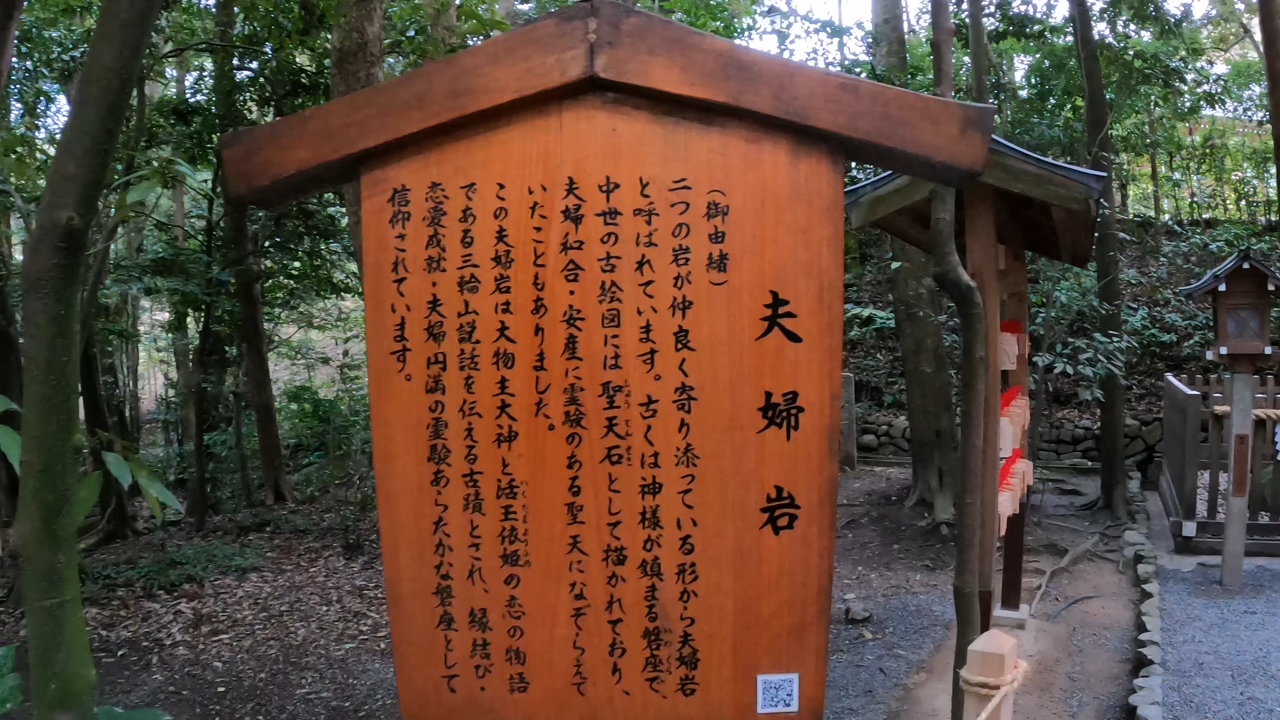 夫婦岩
（御由緒）
二つの岩が仲良く寄り添っている形から夫婦岩
と呼ばれています。古くは神様が鎮まる磐座で、
中世の古絵図には聖天石として描かれており、
夫婦和合・安産に霊験のある聖天になぞらえて
いたこともありました。
この夫婦岩は大物主大神と活玉依姫の恋の物語
である三輪山説話を伝える古蹟とされ、縁結び・
恋愛成就・夫婦円満の霊験あらたかな磐座として
信仰されています。